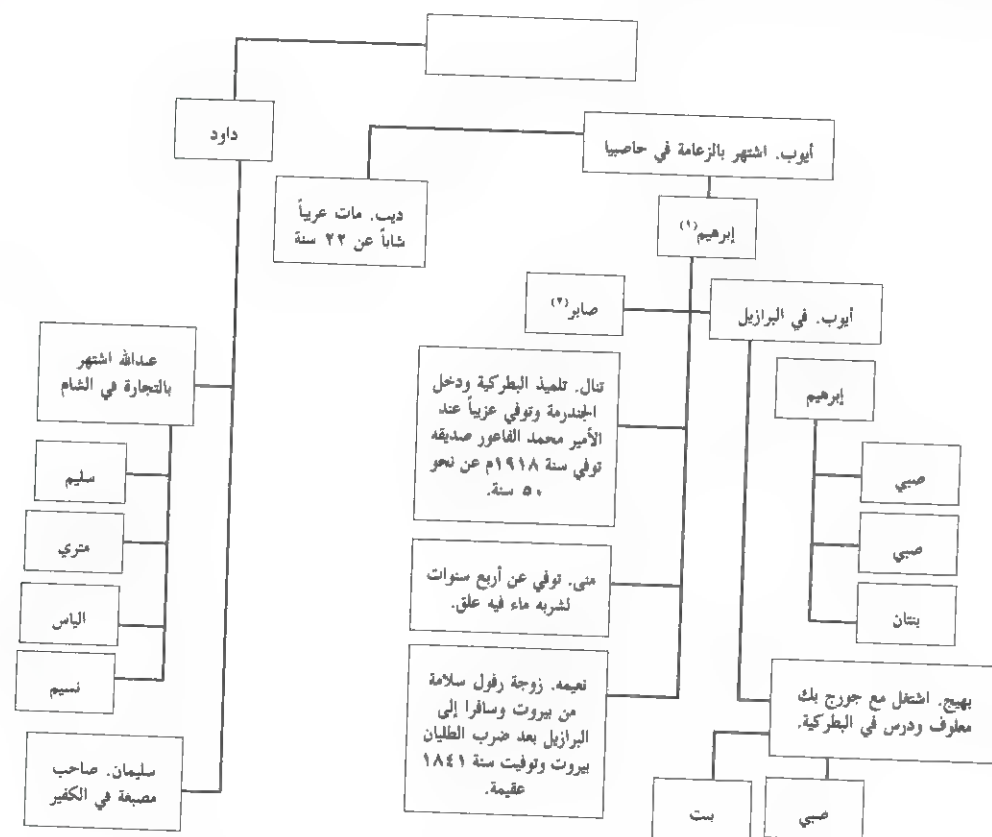 داود
أيوب. اشتهر بالزعامة في حاصبيا
ديب. مات عزيباً
شاباً عن ٢٢ سنة
إبرهيم(١)
صابر(٢)
أيوب. في البرازيل
عبدالله اشتهر
بالتجارة في الشام
سليم
متري
الياس
نسيم
سليمان. صاحب
مصبغة في الكفير
تنال. تلميذ البطركية ودخل
الجندرمة وتوفي عزيباً عند
الأمير محمد الفاعور صديقه
توفي سنة ١٩١٨م عن نحو
٥٠ سنة.
متى. توفي عن أربع سنوات
لشربه ماء فيه علق.
نعيمه. زوجة رفول سلامة
من بيروت وسافرا إلى
البرازيل بعد ضرب الطليان
بيروت وتوفيت سنة ١٨٤١
عقيمة.
إبرهيم
صبي
صبي
بنتان
بهيج. اشتغل مع جورج بك
معلوف ودرس في البطركية.
بنت
صبي